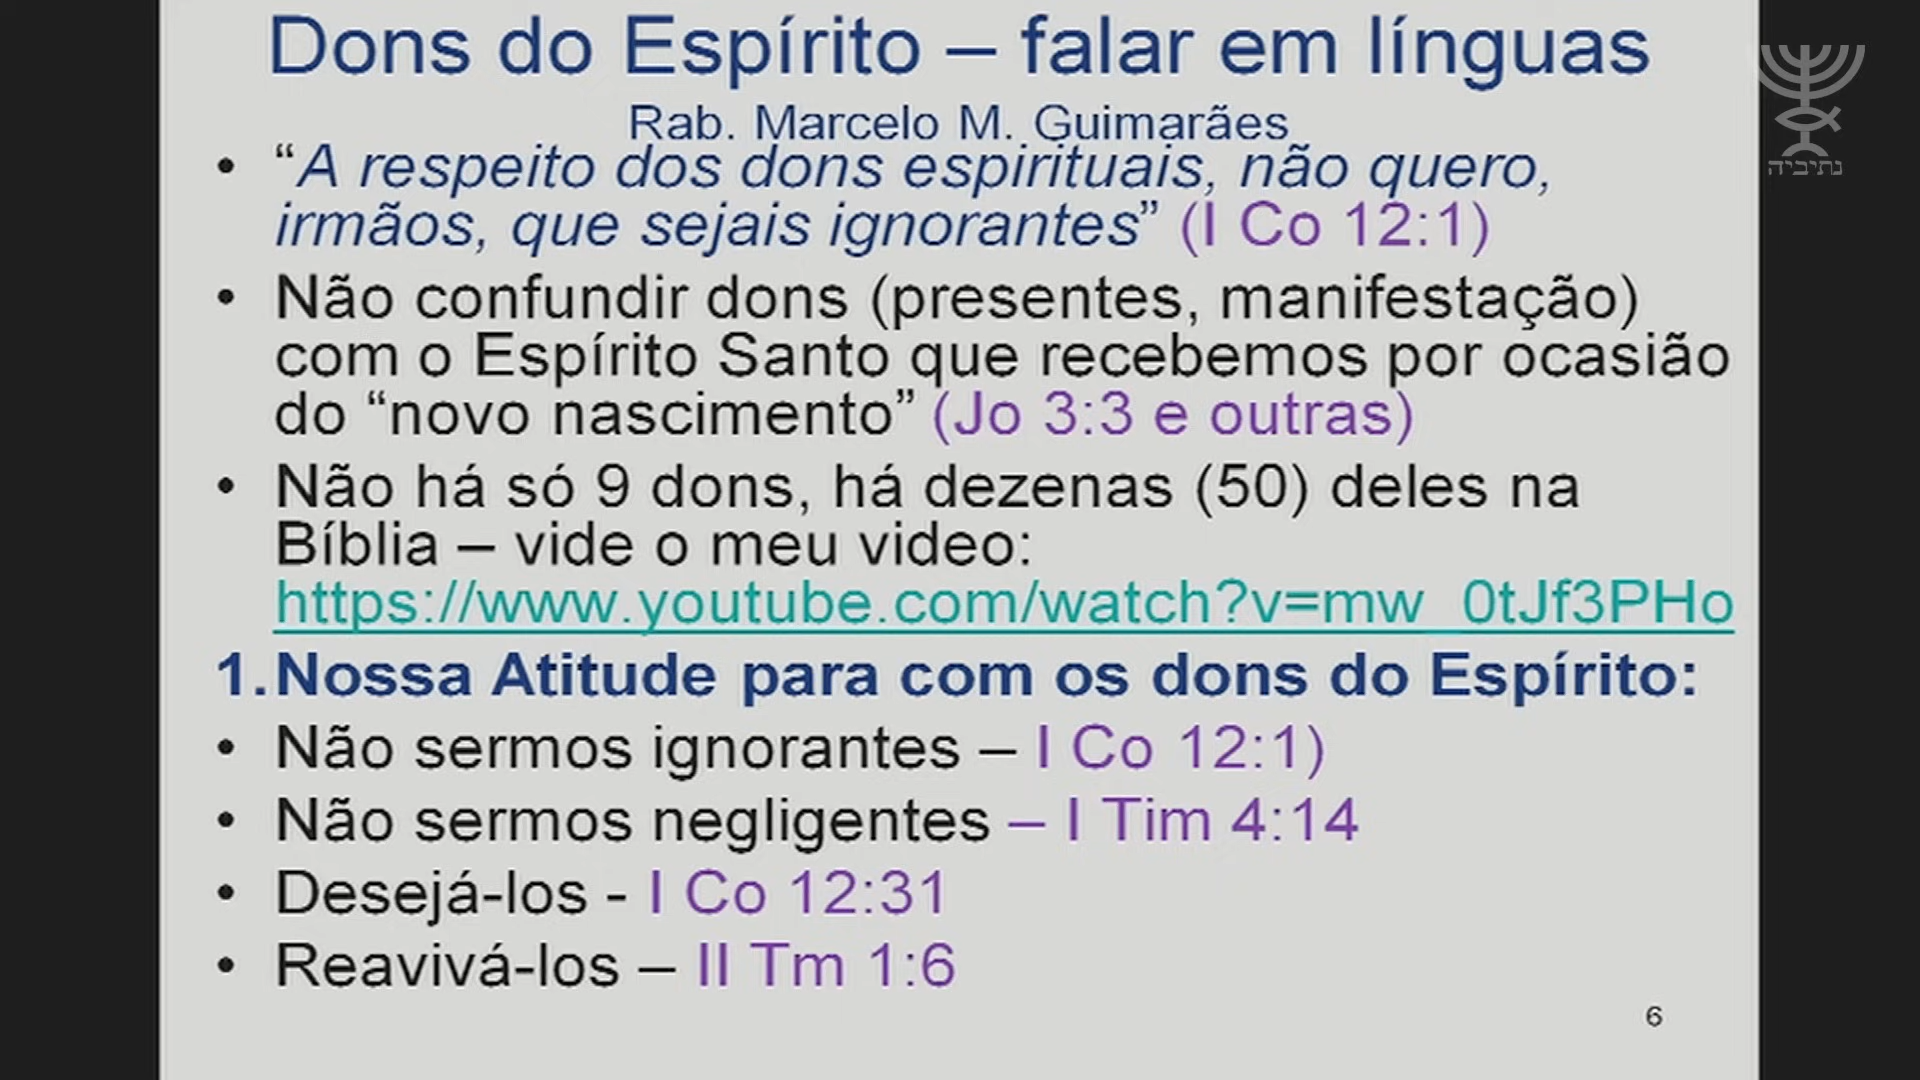 Dons do Espírito – falar em línguas
Rab. Marcelo M. Guimarães
• “A respeito dos dons espirituais, não quero,
irmãos, que sejais ignorantes” (I Co 12:1)
• Não confundir dons (presentes, manifestação)
com o Espírito Santo que recebemos por ocasião
do “novo nascimento” (Jo 3:3 e outras)
• Não há só 9 dons, há dezenas (50) deles na
Bíblia – vide o meu video:
https://www.youtube.com/watch?v=mw_0tJf3PHo
1. Nossa Atitude para com os dons do Espírito:
• Não sermos ignorantes – I Co 12:1)
• Não sermos negligentes – I Tim 4:14
• Desejá-los - I Co 12:31
• Reavivá-los – II Tm 1:6
6
נתיביה